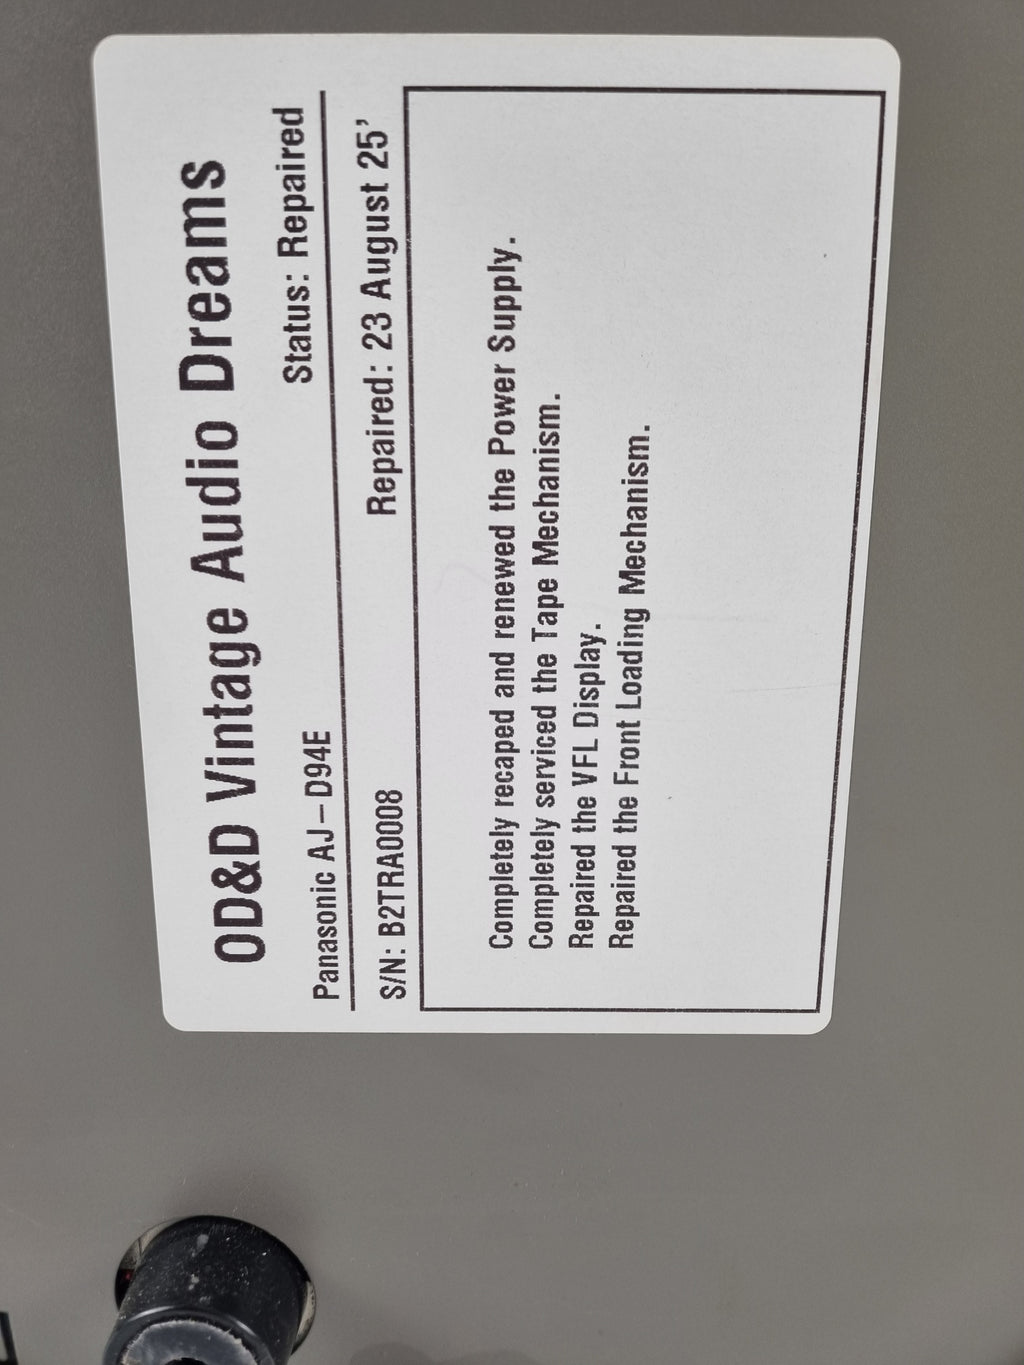 OD&D Vintage Audio Dreams
Panasonic AJ-D94E Status: Repaired
S/N: B2TRA0008 Repaired: 23 August 25'
Completely recaped and renewed the Power Supply.
Completely serviced the Tape Mechanism.
Repaired the VFL Display.
Repaired the Front Loading Mechanism.